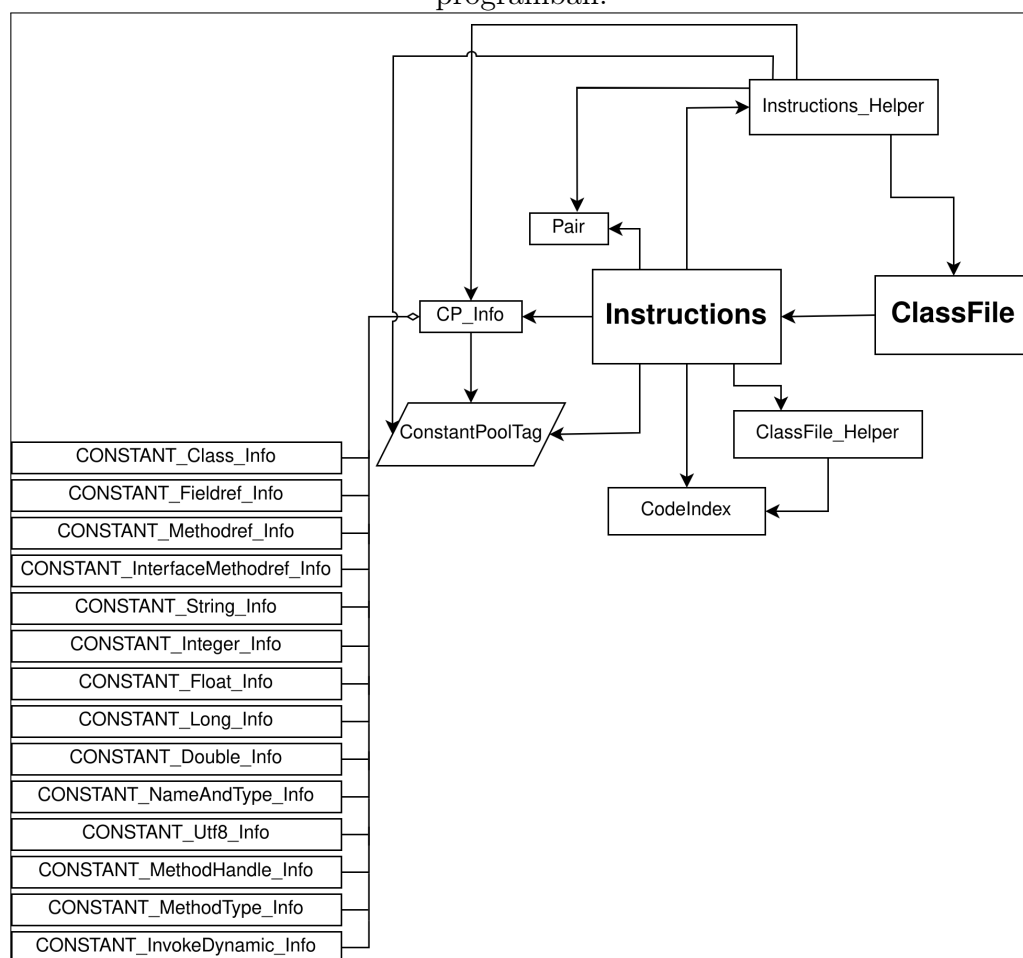 programban.
Instructions_Helper
Pair
Instructions
ClassFile
CP_Info
ConstantPoolTag
ClassFile_Helper
CodeIndex
CONSTANT_Class_Info
CONSTANT_Fieldref_Info
CONSTANT_Methodref_Info
CONSTANT_InterfaceMethodref_Info
CONSTANT_String_Info
CONSTANT_Integer_Info
CONSTANT_Float_Info
CONSTANT_Long_Info
CONSTANT_Double_Info
CONSTANT_NameAndType_Info
CONSTANT_Utf8_Info
CONSTANT_MethodHandle_Info
CONSTANT_MethodType_Info
CONSTANT_InvokeDynamic_Info